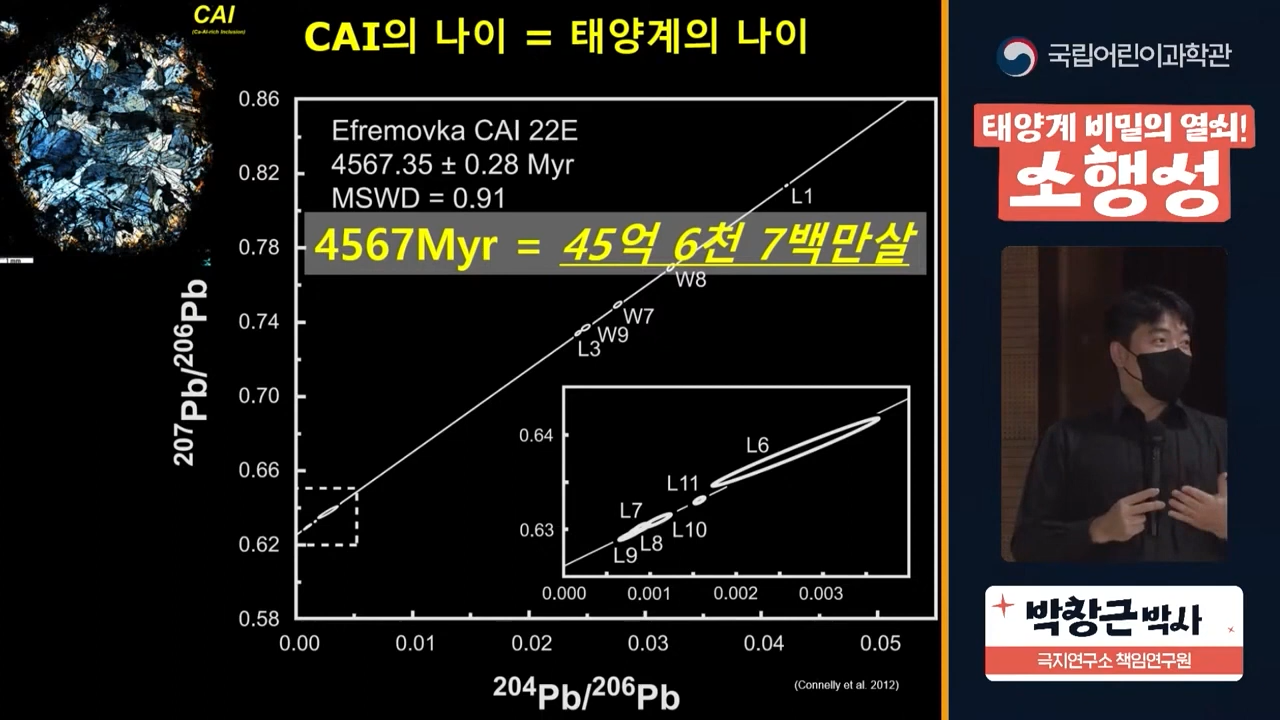 CAI
(Ca-Al-rich Inclusion)
CAI의 나이 = 태양계의 나이
1 mm
Efremovka CAI 22E
4567.35 ± 0.28 Myr
MSWD = 0.91
4567Myr = 45억 6천 7백만살
0.86
0.82
0.78
0.74
0.70
0.66
0.62
0.58
207Pb/206Pb
L1
W8
W7
W9
L3
0.64
0.63
L6
L11
L7
L10
L8
L9
0.000 0.001 0.002 0.003
0.00 0.01 0.02 0.03 0.04 0.05
204Pb/206Pb
(Connelly et al. 2012)
국립어린이과학관
태양계 비밀의 열쇠!
소행성
박창근 박사
극지연구소 책임연구원